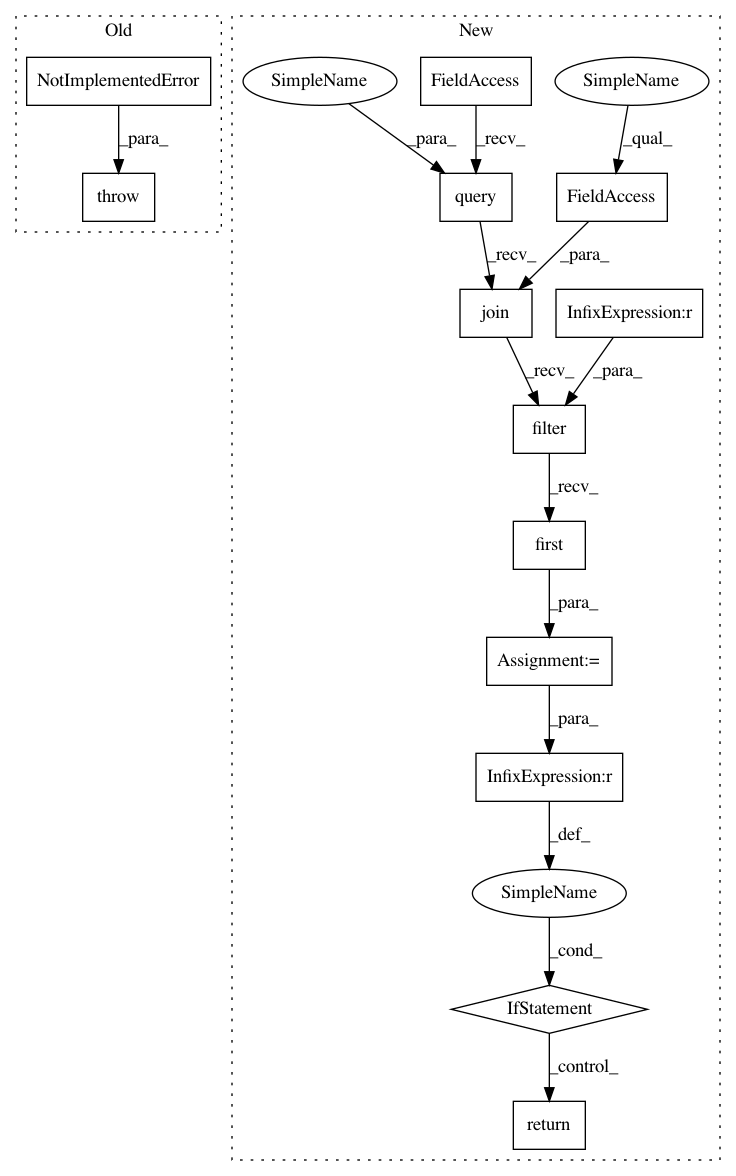 Old
New
NotImplementedError
SimpleName
FieldAccess
SimpleName
_para_
_para_
_recv_
_qual_
throw
query
FieldAccess
_recv_
_para_
join
InfixExpression:r
_recv_
_para_
filter
_recv_
first
_para_
Assignment:=
_para_
InfixExpression:r
_def_
SimpleName
_cond_
IfStatement
_control_
return